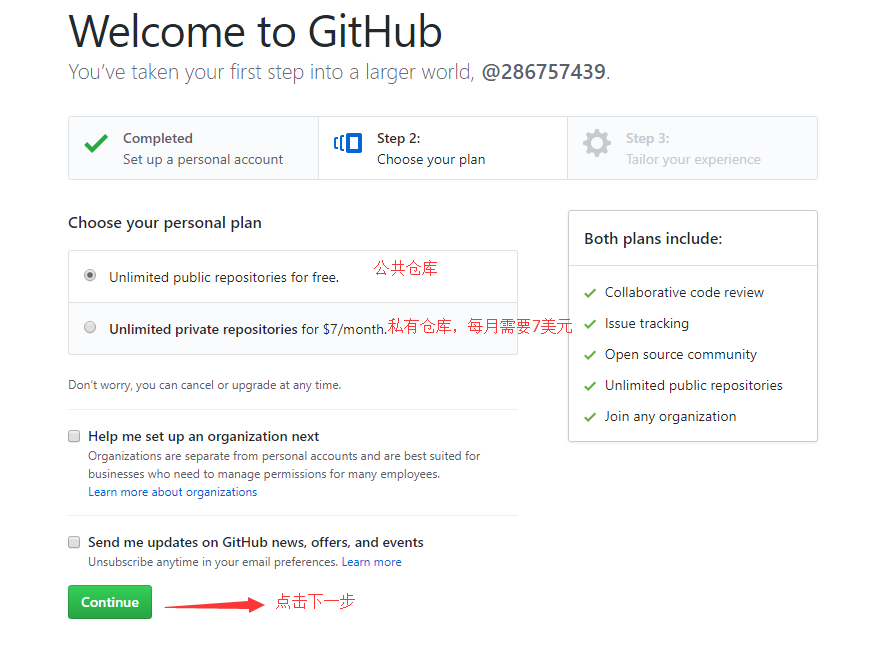 Welcome to GitHub
You've taken your first step into a larger world, @286757439.
Completed
Set up a personal account
Step 2:
Choose your plan
Step 3:
Tailor your experience
Choose your personal plan
Unlimited public repositories for free. 公共仓库
Unlimited private repositories for $7/month. 私有仓库，每月需要7美元
Don't worry, you can cancel or upgrade at any time.
Help me set up an organization next
Organizations are separate from personal accounts and are best suited for
businesses who need to manage permissions for many employees.
Learn more about organizations
Send me updates on GitHub news, offers, and events
Unsubscribe anytime in your email preferences. Learn more
Continue 点击下一步
Both plans include:
Collaborative code review
Issue tracking
Open source community
Unlimited public repositories
Join any organization